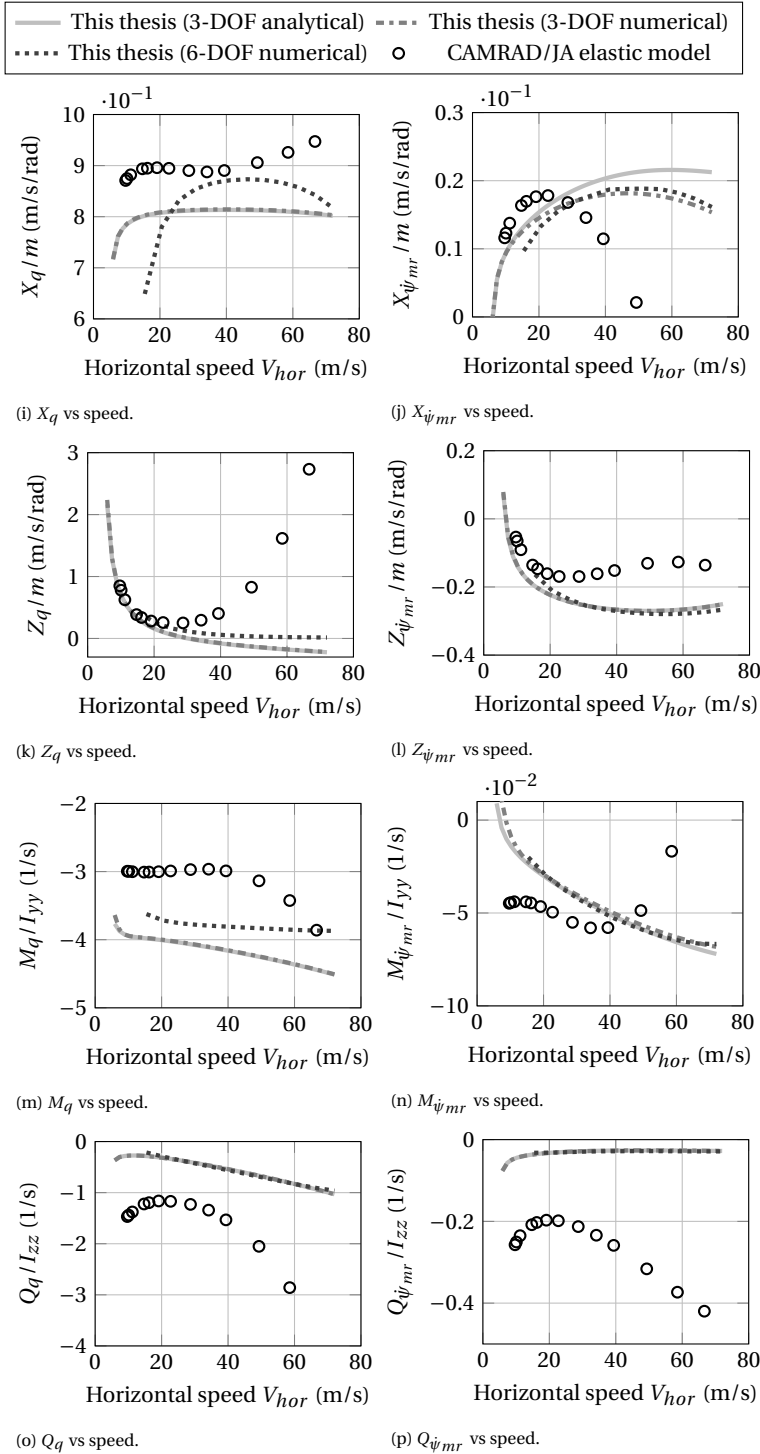 This thesis (3-DOF analytical) This thesis (3-DOF numerical)
This thesis (6-DOF numerical) CAMRAD/JA elastic model
·10⁻¹
10
9
8
7
6
0 20 40 60 80
X_q/m (m/s/rad)
Horizontal speed V_hor (m/s)
(i) X_q vs speed.
·10⁻¹
0.3
0.2
0.1
0
0 20 40 60 80
X_ψ̇mr/m (m/s/rad)
Horizontal speed V_hor (m/s)
(j) X_ψ̇mr vs speed.
3
2
1
0
0 20 40 60 80
Z_q/m (m/s/rad)
Horizontal speed V_hor (m/s)
(k) Z_q vs speed.
0.2
0
−0.2
−0.4
0 20 40 60 80
Z_ψ̇mr/m (m/s/rad)
Horizontal speed V_hor (m/s)
(l) Z_ψ̇mr vs speed.
−2
−3
−4
−5
0 20 40 60 80
M_q/I_yy (1/s)
Horizontal speed V_hor (m/s)
(m) M_q vs speed.
·10⁻²
0
−5
−10
0 20 40 60 80
M_ψ̇mr/I_yy (1/s)
Horizontal speed V_hor (m/s)
(n) M_ψ̇mr vs speed.
0
−1
−2
−3
−4
0 20 40 60 80
Q_q/I_zz (1/s)
Horizontal speed V_hor (m/s)
(o) Q_q vs speed.
0
−0.2
−0.4
0 20 40 60 80
Q_ψ̇mr/I_zz (1/s)
Horizontal speed V_hor (m/s)
(p) Q_ψ̇mr vs speed.